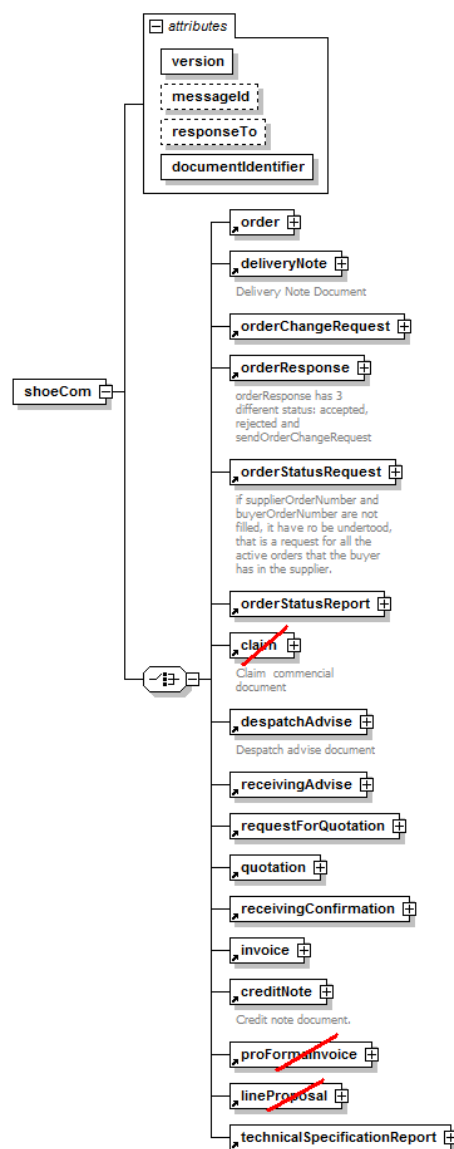 attributes
version
messageId
responseTo
documentIdentifier
shoeCom
order
deliveryNote
Delivery Note Document
orderChangeRequest
orderResponse
orderResponse has 3
different status: accepted,
rejected and
sendOrderChangeRequest
orderStatusRequest
if supplierOrderNumber and
buyerOrderNumber are not
filled, it have ro be undertood,
that is a request for all the
active orders that the buyer
has in the supplier.
orderStatusReport
claim
Claim commencial
document
despatchAdvise
Despatch advise document
receivingAdvise
requestForQuotation
quotation
receivingConfirmation
invoice
creditNote
Credit note document.
proFormaInvoice
lineProposal
technicalSpecificationReport